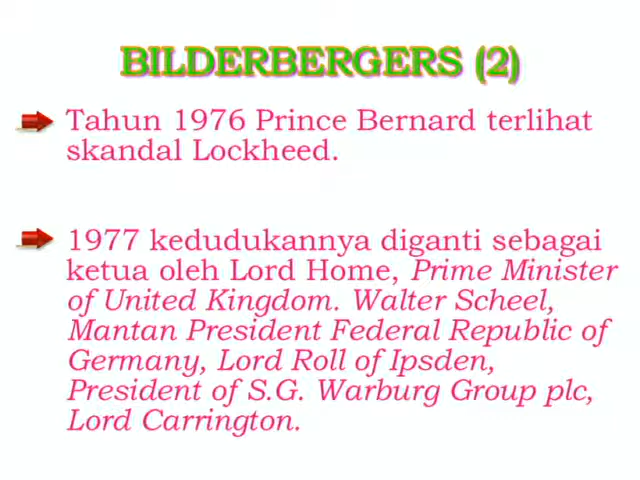 BILDERBERGERS (2)
Tahun 1976 Prince Bernard terlihat
skandal Lockheed.
1977 kedudukannya diganti sebagai
ketua oleh Lord Home, Prime Minister
of United Kingdom. Walter Scheel,
Mantan President Federal Republic of
Germany, Lord Roll of Ipsden,
President of S.G. Warburg Group plc,
Lord Carrington.